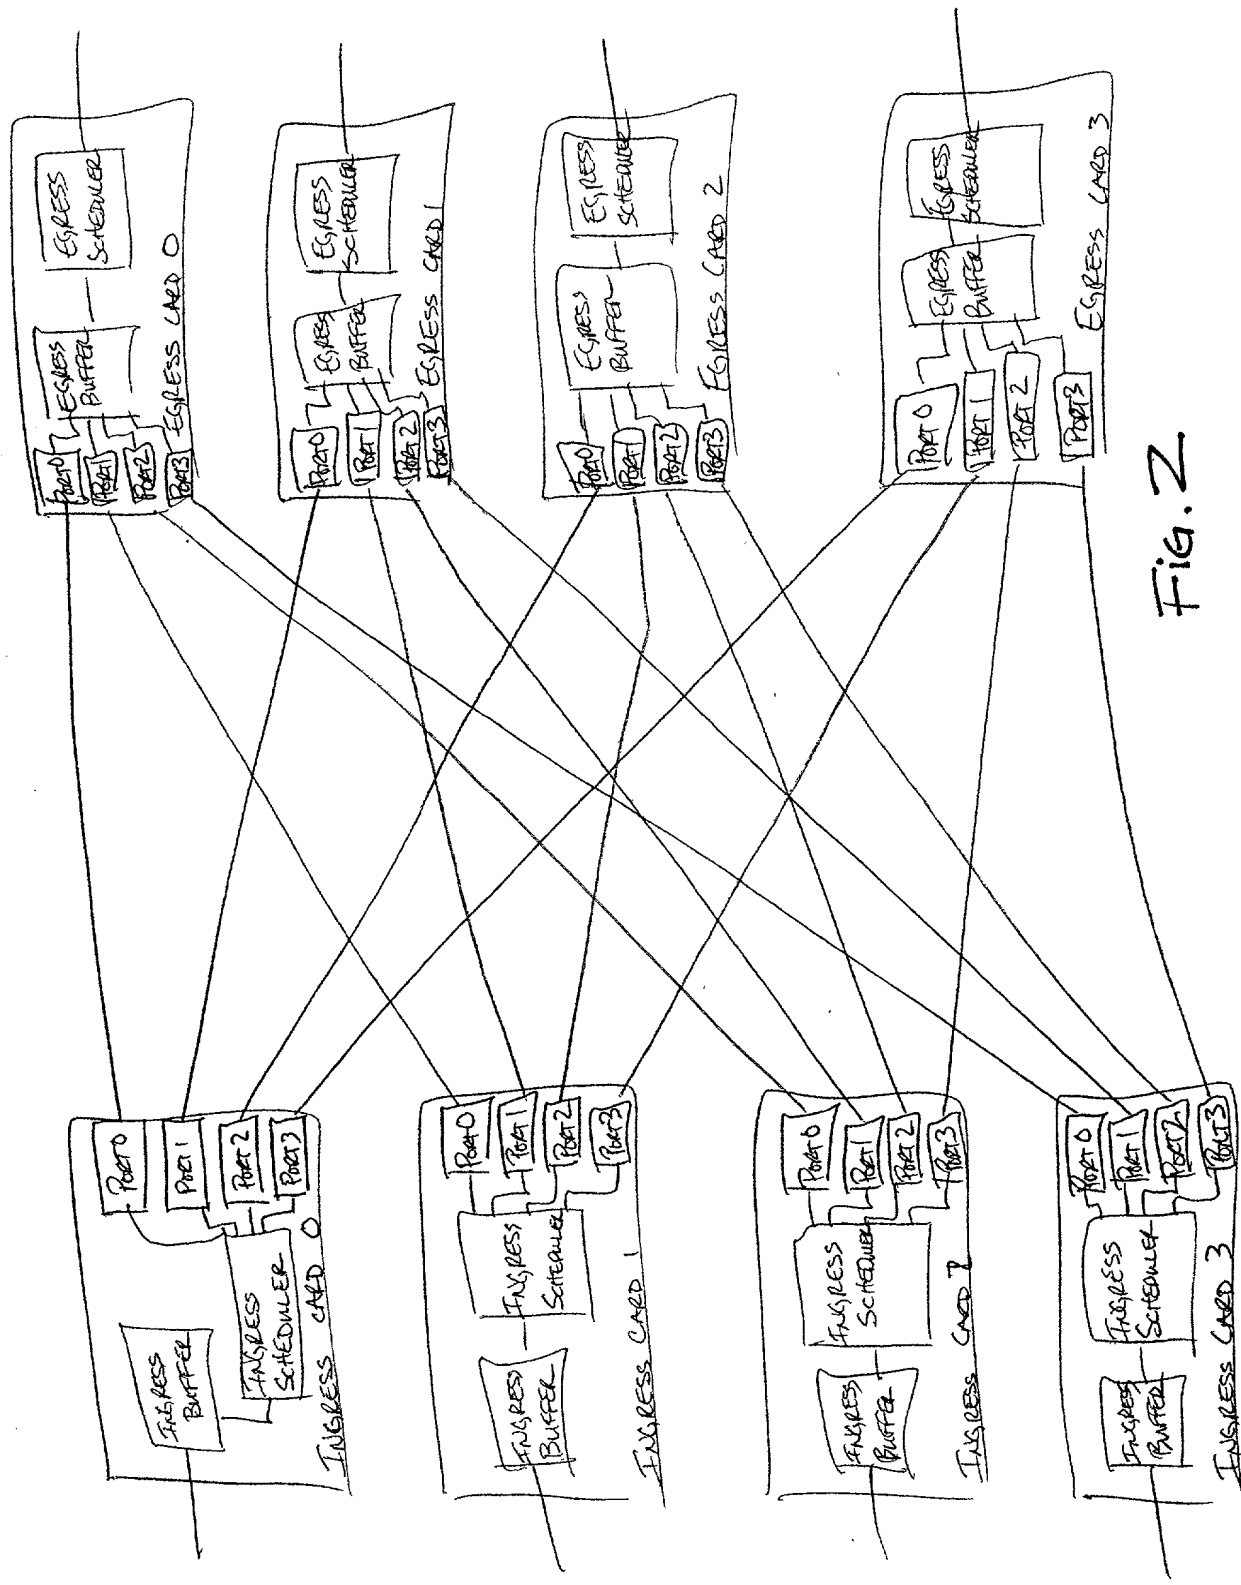 INGRESS
BUFFER
INGRESS
SCHEDULER
PORT 0
PORT 1
PORT 2
PORT 3
INGRESS CARD 0
INGRESS
BUFFER
INGRESS
SCHEDULER
PORT 0
PORT 1
PORT 2
PORT 3
INGRESS CARD 1
INGRESS
BUFFER
INGRESS
SCHEDULER
PORT 0
PORT 1
PORT 2
PORT 3
INGRESS CARD 2
INGRESS
BUFFER
INGRESS
SCHEDULER
PORT 0
PORT 1
PORT 2
PORT 3
INGRESS CARD 3
PORT 0
PORT 1
PORT 2
PORT 3
EGRESS
BUFFER
EGRESS
SCHEDULER
EGRESS CARD 0
PORT 0
PORT 1
PORT 2
PORT 3
EGRESS
BUFFER
EGRESS
SCHEDULER
EGRESS CARD 1
PORT 0
PORT 1
PORT 2
PORT 3
EGRESS
BUFFER
EGRESS
SCHEDULER
EGRESS CARD 2
PORT 0
PORT 1
PORT 2
PORT 3
EGRESS
BUFFER
EGRESS
SCHEDULER
EGRESS CARD 3
FIG. 2